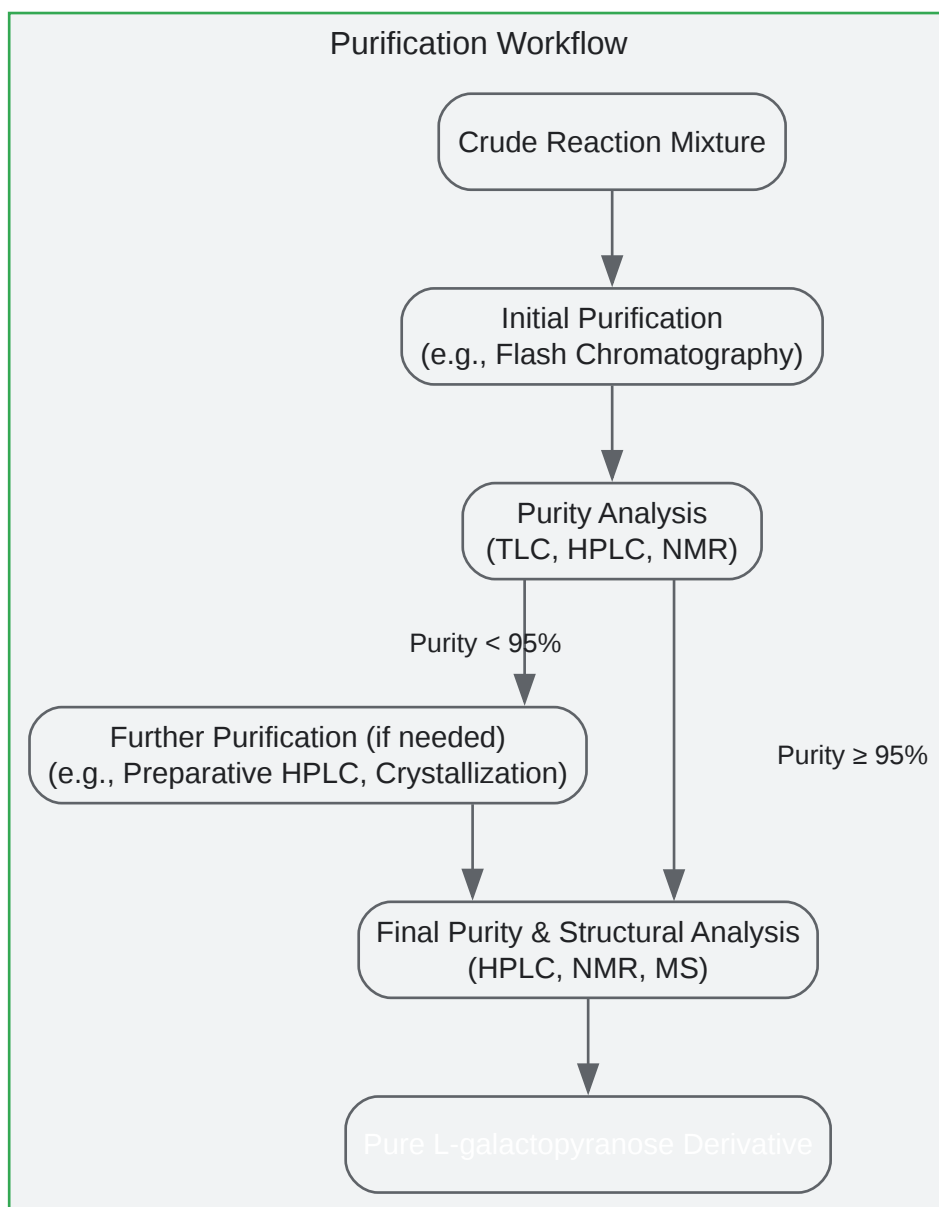 Purification Workflow
Crude Reaction Mixture
Initial Purification
(e.g., Flash Chromatography)
Purity Analysis
(TLC, HPLC, NMR)
Purity < 95%
Further Purification (if needed)
(e.g., Preparative HPLC, Crystallization)
Purity ≥ 95%
Final Purity & Structural Analysis
(HPLC, NMR, MS)
Pure L-galactopyranose Derivative